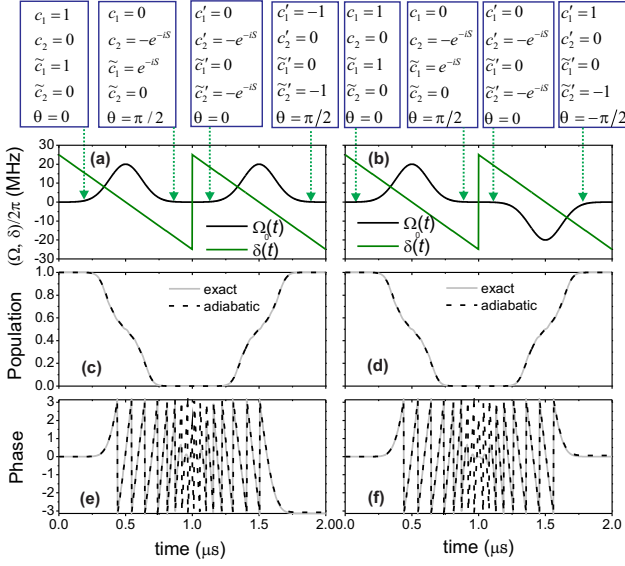 c₁ = 1
c₂ = 0
c̃₁ = 1
c̃₂ = 0
θ = 0
c₁ = 0
c₂ = −e^{−iS}
c̃₁ = e^{−iS}
c̃₂ = 0
θ = π / 2
c′₁ = 0
c′₂ = −e^{−iS}
c̃′₁ = 0
c̃′₂ = −e^{−iS}
θ = 0
c′₁ = −1
c′₂ = 0
c̃′₁ = 0
c̃′₂ = −1
θ = π / 2
c₁ = 1
c₂ = 0
c̃₁ = 1
c̃₂ = 0
θ = 0
c₁ = 0
c₂ = −e^{−iS}
c̃₁ = e^{−iS}
c̃₂ = 0
θ = π / 2
c′₁ = 0
c′₂ = −e^{−iS}
c̃′₁ = 0
c̃′₂ = −e^{−iS}
θ = 0
c′₁ = 1
c′₂ = 0
c̃′₁ = 0
c̃′₂ = −1
θ = −π / 2
(Ω, δ)/2π (MHz)
30
20
10
0
-10
-20
-30
(a)
Ω₀(t)
δ(t)
(b)
Ω₀(t)
δ(t)
Population
1.0
0.8
0.6
0.4
0.2
0.0
exact
adiabatic
(c)
exact
adiabatic
(d)
Phase
3
2
1
0
-1
-2
-3
(e)
(f)
0.0 0.5 1.0 1.5 2.0
0.0 0.5 1.0 1.5 2.0
time (μs)
time (μs)